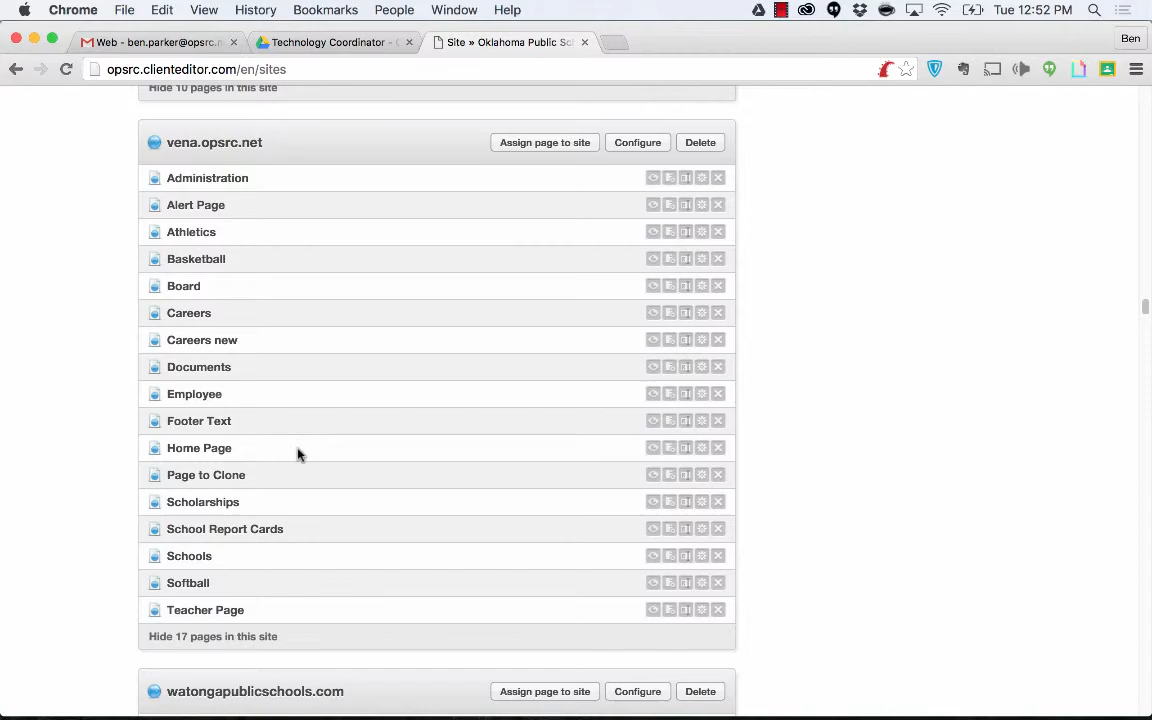 Chrome File Edit View History Bookmarks People Window Help Tue 12:52 PM
Web - ben.parker@opsrc.n Technology Coordinator - Site » Oklahoma Public Sch Ben
opsrc.clienteditor.com/en/sites
Hide 10 pages in this site
vena.opsrc.net Assign page to site Configure Delete
Administration
Alert Page
Athletics
Basketball
Board
Careers
Careers new
Documents
Employee
Footer Text
Home Page
Page to Clone
Scholarships
School Report Cards
Schools
Softball
Teacher Page
Hide 17 pages in this site
watongapublicschools.com Assign page to site Configure Delete